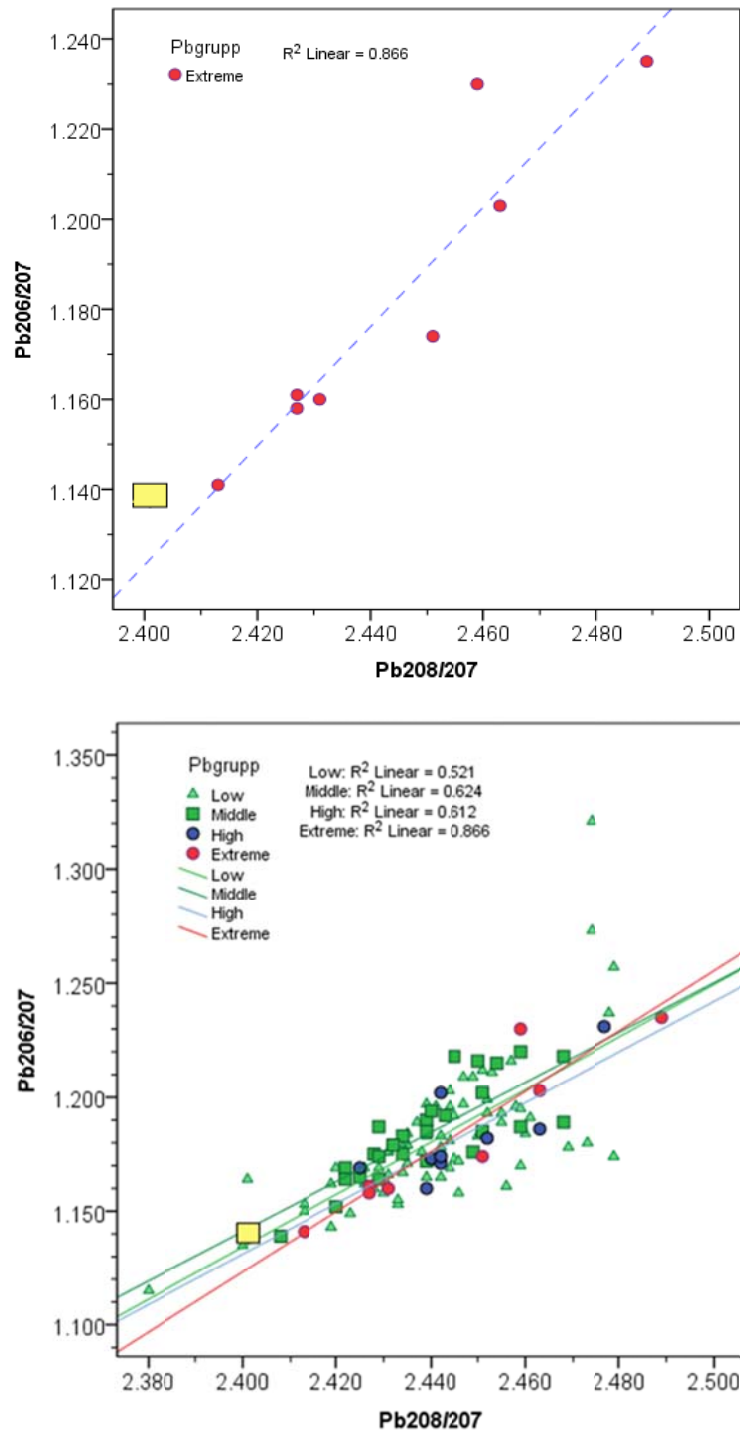 Pbgrupp
R² Linear = 0.866
Extreme
1.240
1.220
1.200
1.180
1.160
1.140
1.120
Pb206/207
2.400 2.420 2.440 2.460 2.480 2.500
Pb208/207
Pbgrupp
Low
Middle
High
Extreme
Low
Middle
High
Extreme
Low: R² Linear = 0.521
Middle: R² Linear = 0.624
High: R² Linear = 0.612
Extreme: R² Linear = 0.866
1.350
1.300
1.250
1.200
1.150
1.100
Pb206/207
2.380 2.400 2.420 2.440 2.460 2.480 2.500
Pb208/207